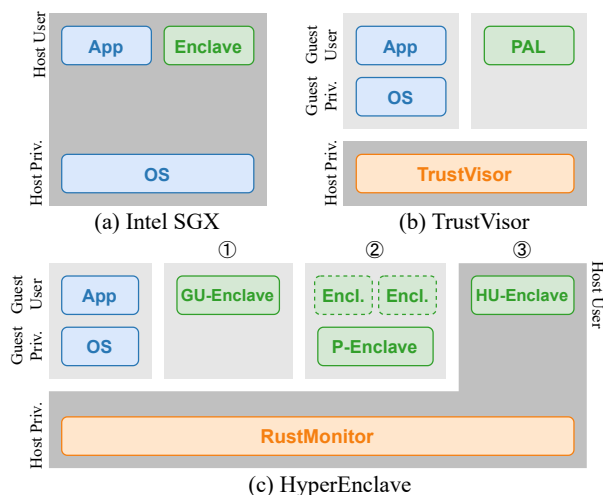 Host User
App
Enclave
Host Priv.
OS
(a) Intel SGX
Guest User
App
PAL
Guest Priv.
OS
Host Priv.
TrustVisor
(b) TrustVisor
① ② ③
Guest User
App
GU-Enclave
Encl.
Encl.
HU-Enclave
Host User
Guest Priv.
OS
P-Enclave
Host Priv.
RustMonitor
(c) HyperEnclave